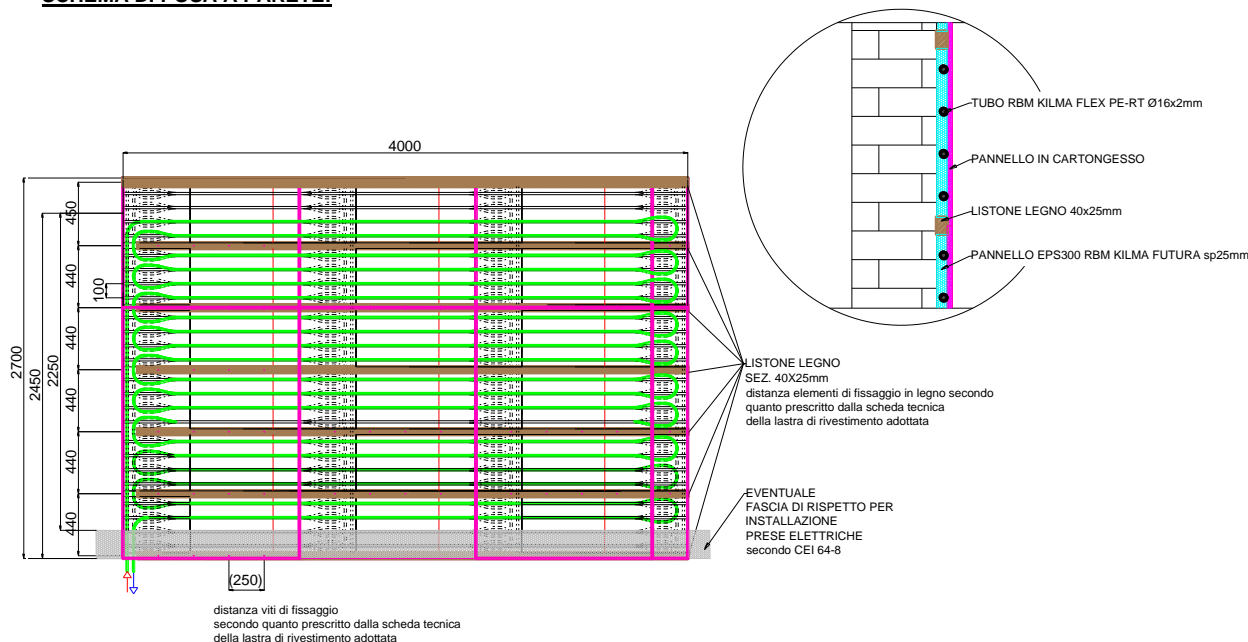 SCHEMA DI POSA A PARETE:
TUBO RBM KILMA FLEX PE-RT Ø16x2mm
PANNELLO IN CARTONGESSO
LISTONE LEGNO 40x25mm
PANNELLO EPS300 RBM KILMA FUTURA sp25mm
4000
2700
2450
2250
450
440
100
440
440
440
440
440
LISTONE LEGNO
SEZ. 40X25mm
distanza elementi di fissaggio in legno secondo
quanto prescritto dalla scheda tecnica
della lastra di rivestimento adottata
EVENTUALE
FASCIA DI RISPETTO PER
INSTALLAZIONE
PRESE ELETTRICHE
secondo CEI 64-8
(250)
distanza viti di fissaggio
secondo quanto prescritto dalla scheda tecnica
della lastra di rivestimento adottata